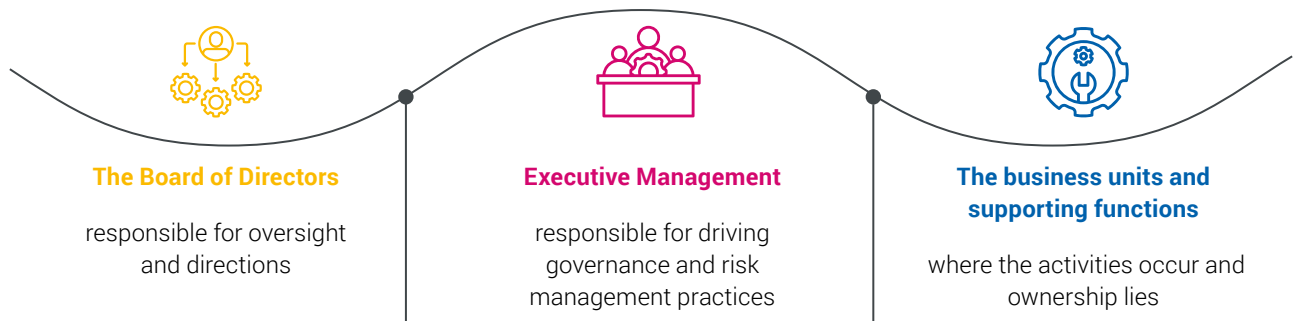 The Board of Directors
responsible for oversight
and directions
Executive Management
responsible for driving
governance and risk
management practices
The business units and
supporting functions
where the activities occur and
ownership lies